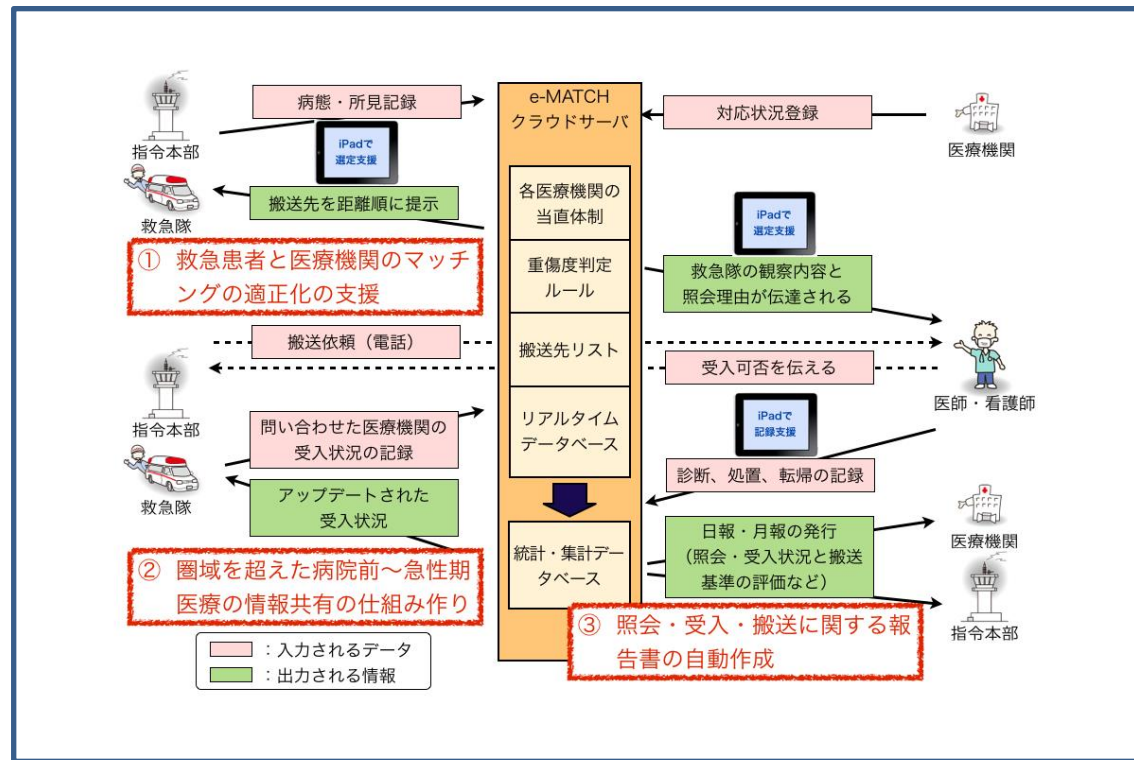 病態・所見記録
指令本部
iPadで
選定支援
搬送先を距離順に提示
救急隊
① 救急患者と医療機関のマッチ
ングの適正化の支援
搬送依頼（電話）
指令本部
問い合わせた医療機関の
受入状況の記録
救急隊
アップデートされた
受入状況
② 圏域を超えた病院前〜急性期
医療の情報共有の仕組み作り
：入力されるデータ
：出力される情報
e-MATCH
クラウドサーバ
各医療機関の
当直体制
重傷度判定
ルール
搬送先リスト
リアルタイム
データベース
統計・集計デー
タベース
対応状況登録
医療機関
iPadで
選定支援
救急隊の観察内容と
照会理由が伝達される
受入可否を伝える
医師・看護師
iPadで
記録支援
診断、処置、転帰の記録
日報・月報の発行
（照会・受入状況と搬送
基準の評価など）
医療機関
指令本部
③ 照会・受入・搬送に関する報
告書の自動作成